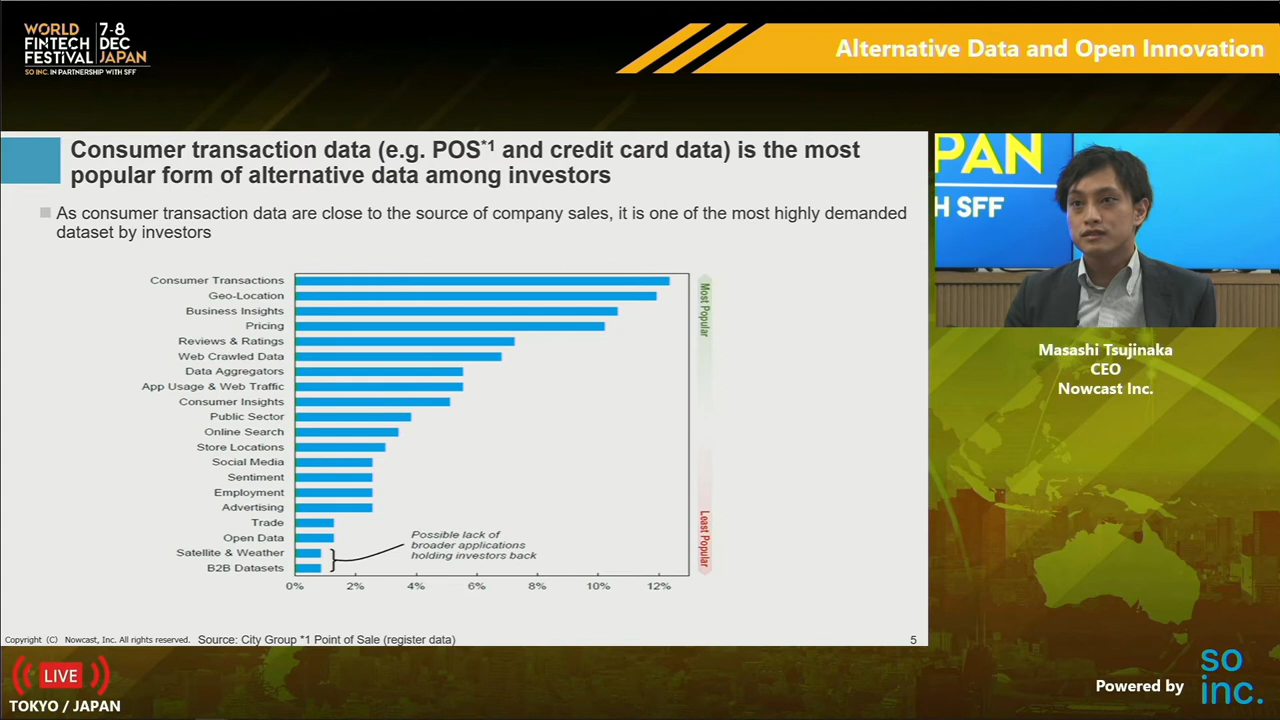 WORLD
FINTECH
FESTIVAL
7-8
DEC
JAPAN
SO INC. IN PARTNERSHIP WITH SFF
Alternative Data and Open Innovation
Consumer transaction data (e.g. POS*1 and credit card data) is the most
popular form of alternative data among investors
As consumer transaction data are close to the source of company sales, it is one of the most highly demanded
dataset by investors
Consumer Transactions
Geo-Location
Business Insights
Pricing
Reviews & Ratings
Web Crawled Data
Data Aggregators
App Usage & Web Traffic
Consumer Insights
Public Sector
Online Search
Store Locations
Social Media
Sentiment
Employment
Advertising
Trade
Open Data
Satellite & Weather
B2B Datasets
0% 2% 4% 6% 8% 10% 12%
Possible lack of
broader applications
holding investors back
Most Popular
Least Popular
Copyright (C) Nowcast, Inc. All rights reserved. Source: City Group *1 Point of Sale (register data)
5
PAN
H SFF
Masashi Tsujinaka
CEO
Nowcast Inc.
LIVE
TOKYO / JAPAN
Powered by
so
inc.